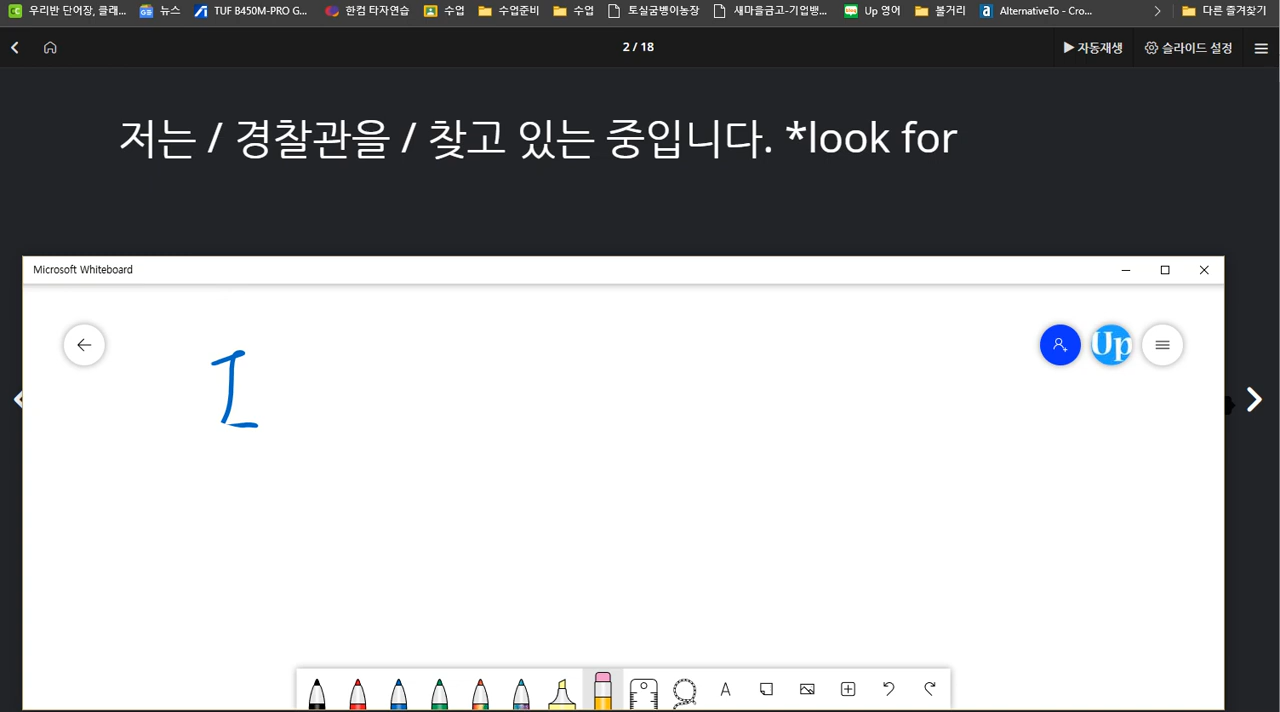 우리반 단어장, 클래... 뉴스 TUF B450M-PRO G... 한컴 타자연습 수업 수업준비 수업 토실굼벵이농장 새마을금고-기업뱅... Up 영어 볼거리 AlternativeTo - Cro... 다른 즐겨찾기
2 / 18 자동재생 슬라이드 설정
저는 / 경찰관을 / 찾고 있는 중입니다. *look for
Microsoft Whiteboard
Up
I
A